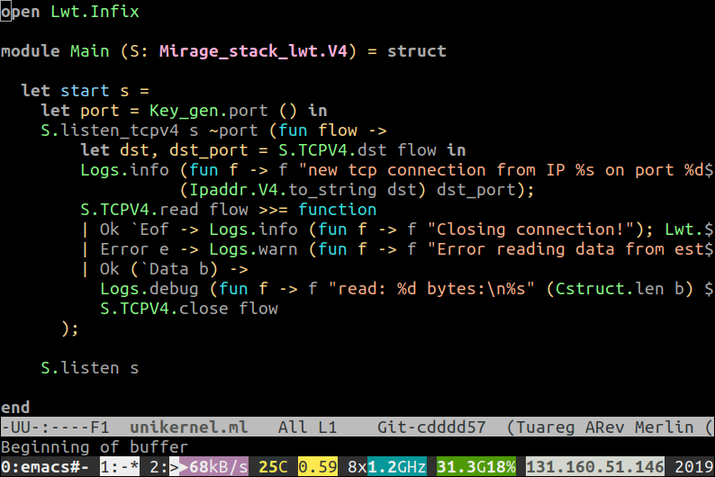 open Lwt.Infix
module Main (S: Mirage_stack_lwt.V4) = struct
let start s =
let port = Key_gen.port () in
S.listen_tcpv4 s ~port (fun flow ->
let dst, dst_port = S.TCPV4.dst flow in
Logs.info (fun f -> f "new tcp connection from IP %s on port %d$
(Ipaddr.V4.to_string dst) dst_port);
S.TCPV4.read flow >>= function
| Ok `Eof -> Logs.info (fun f -> f "Closing connection!"); Lwt.$
| Error e -> Logs.warn (fun f -> f "Error reading data from est$
| Ok (`Data b) ->
Logs.debug (fun f -> f "read: %d bytes:\n%s" (Cstruct.len b) $
S.TCPV4.close flow
);
S.listen s
end
-UU-:----F1 unikernel.ml All L1 Git-cdddd57 (Tuareg ARev Merlin (
Beginning of buffer
0:emacs#- 1:-* 2:>▶68kB/s 25C 0.59 8x1.2GHz 31.3G18% 131.160.51.146 2019